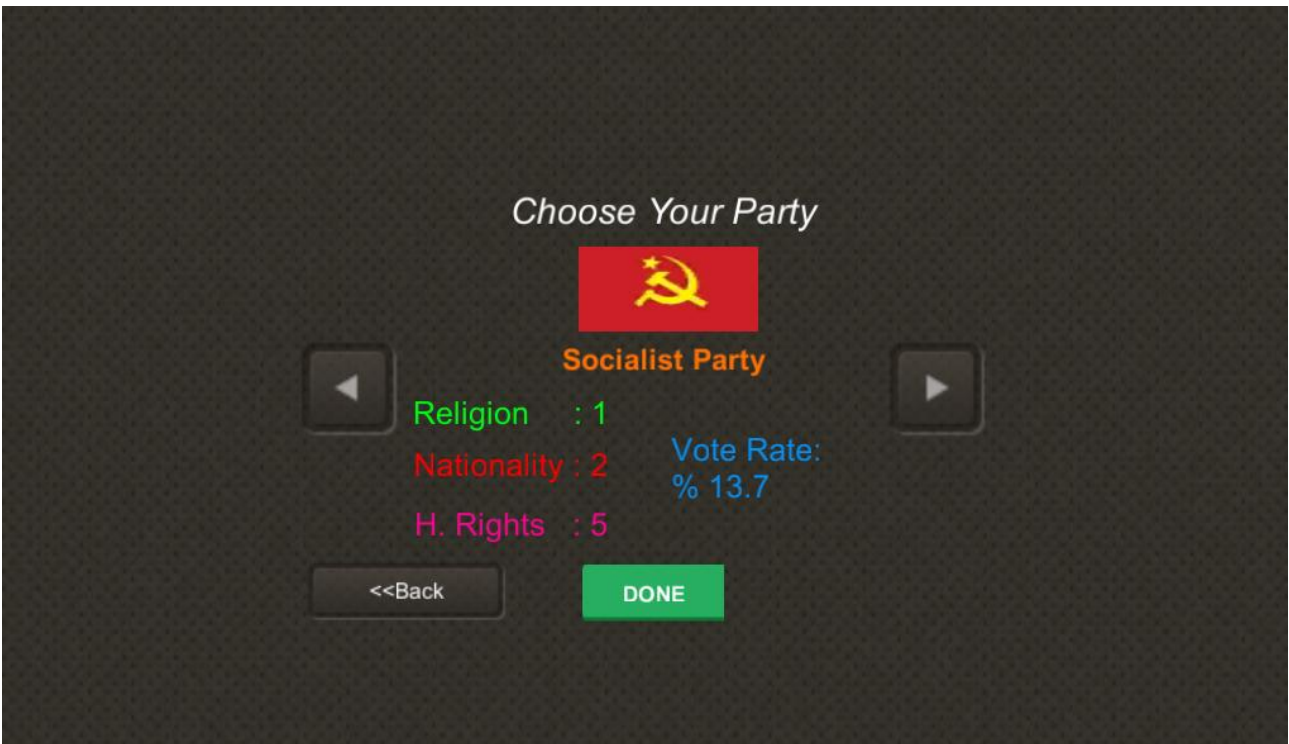 Choose Your Party
Socialist Party
Religion : 1
Nationality : 2
H. Rights : 5
Vote Rate:
% 13.7
<<Back
DONE